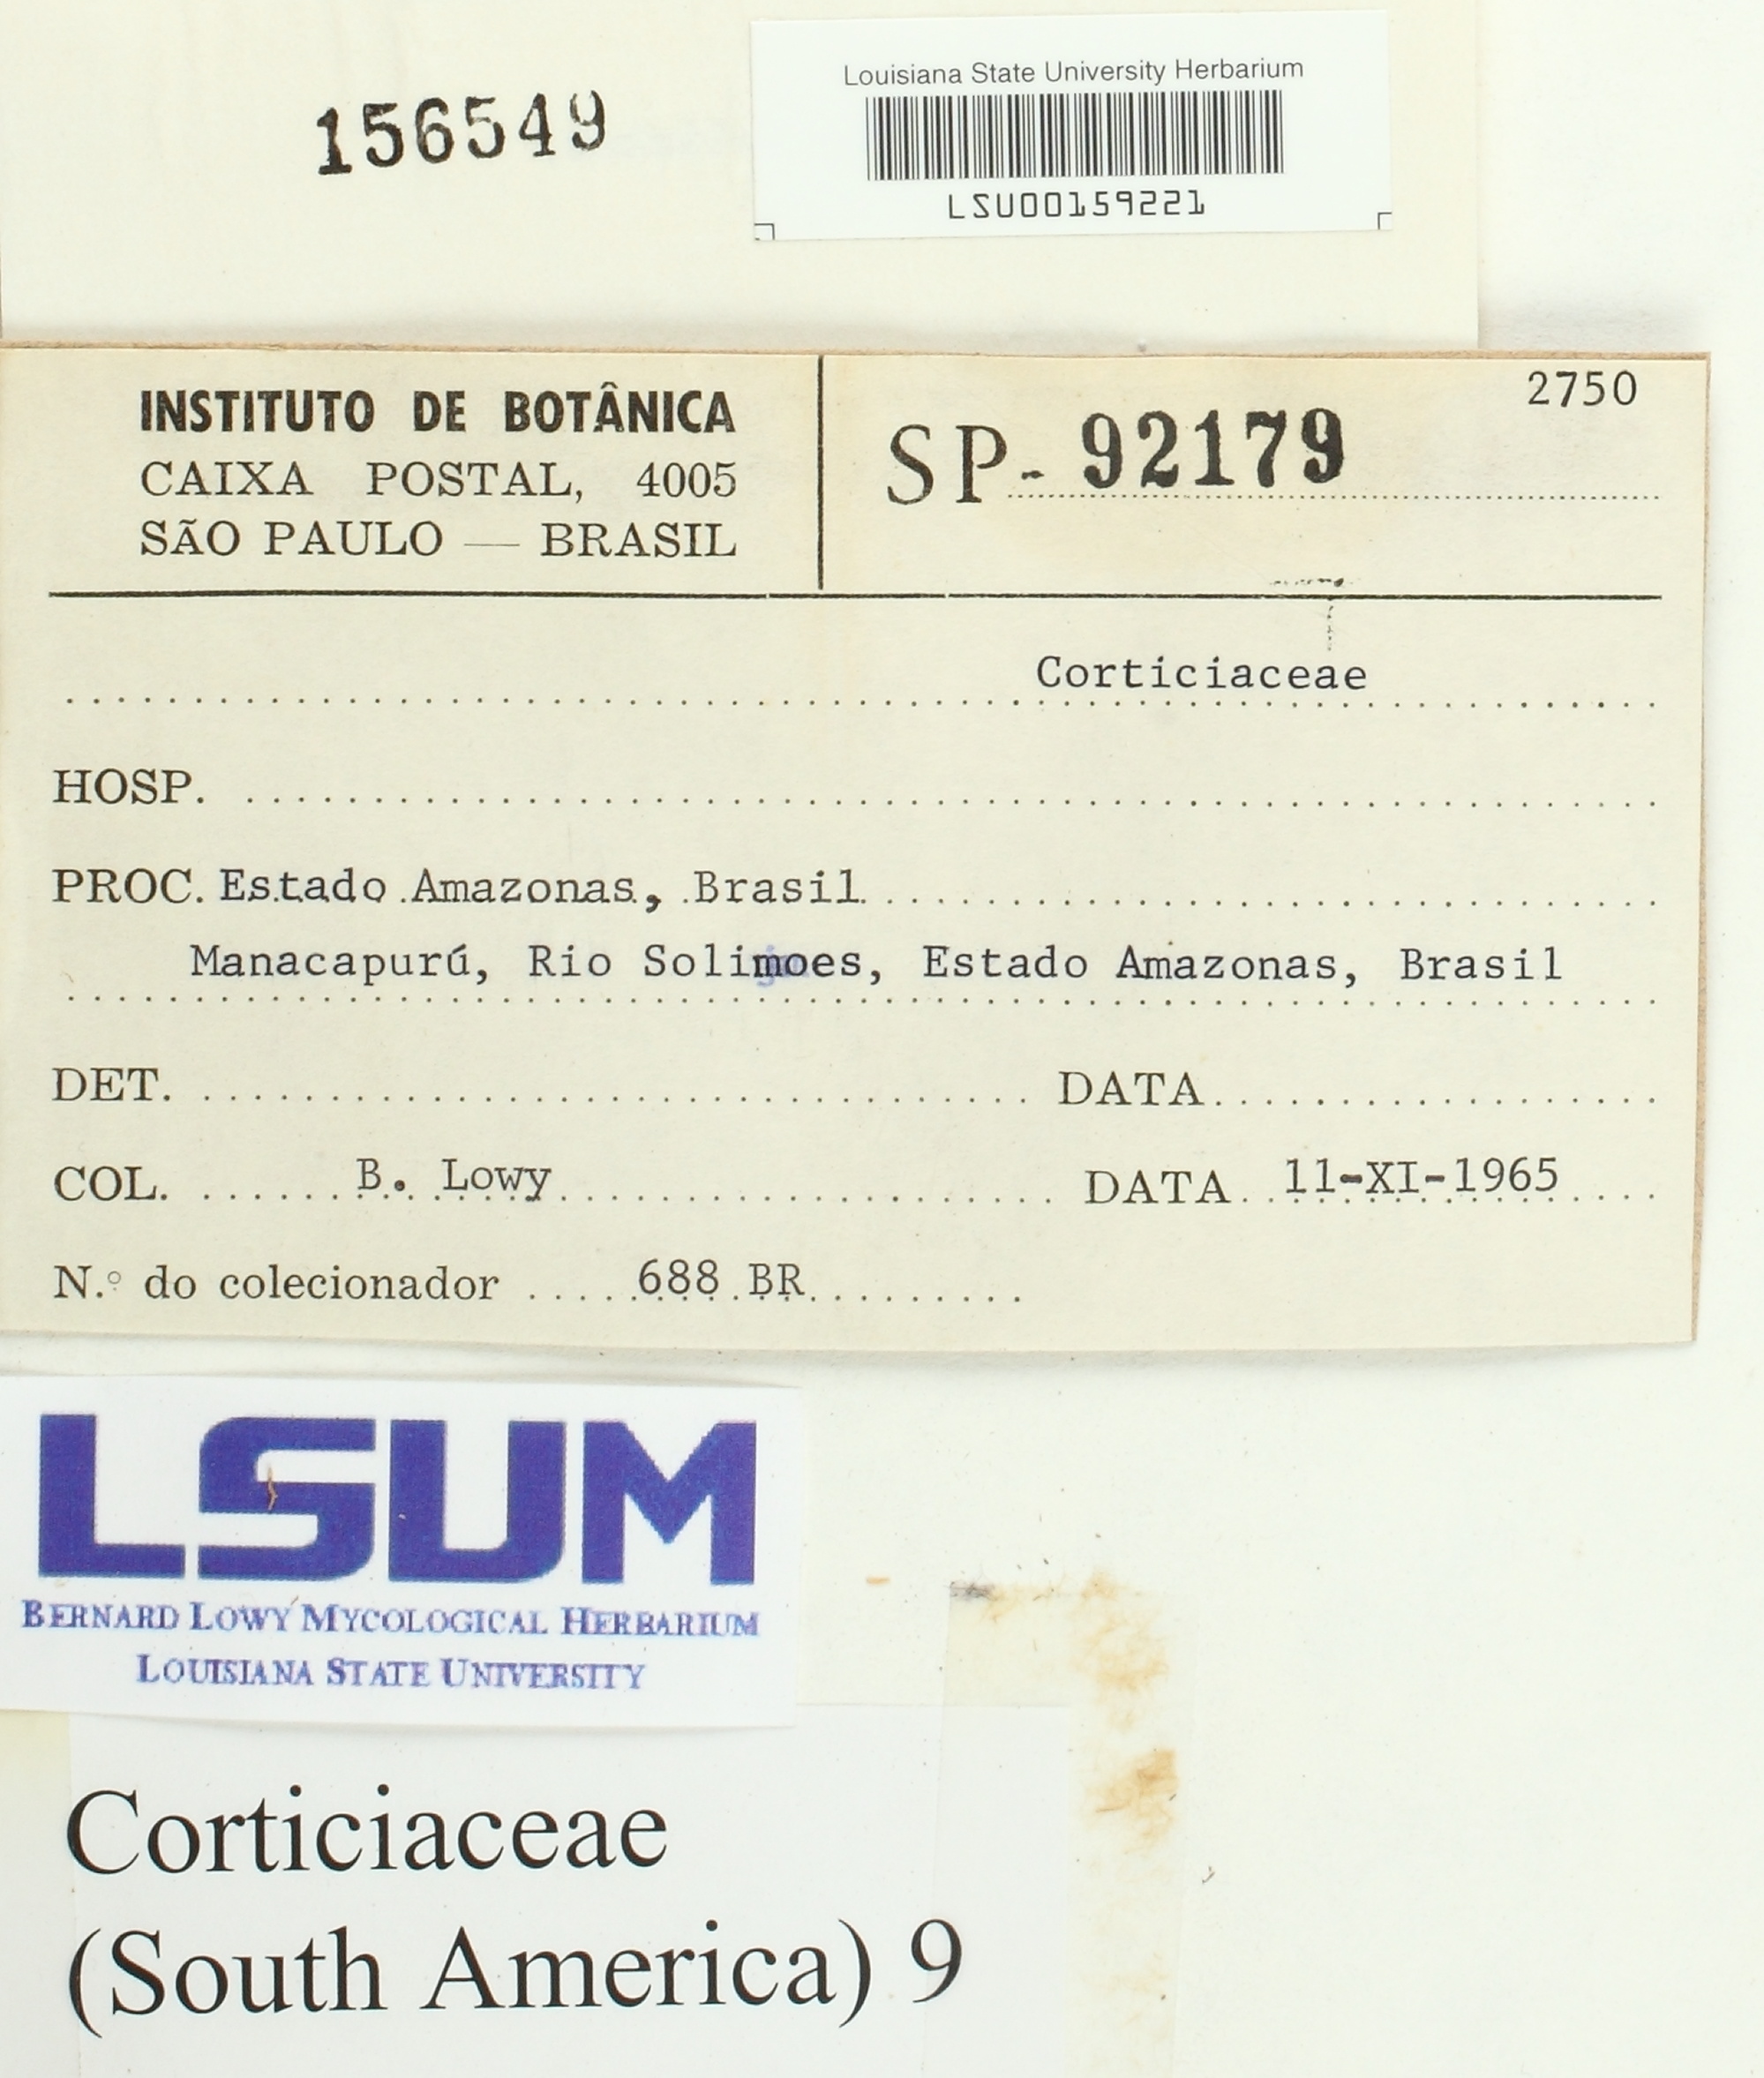 156549
Louisiana State University Herbarium
LSU00159221
INSTITUTO DE BOTÂNICA
CAIXA POSTAL, 4005
SÃO PAULO — BRASIL
2750
SP- 92179
Corticiaceae
HOSP.
PROC. Estado Amazonas, Brasil
Manacapurú, Rio Solimoes, Estado Amazonas, Brasil
DET. DATA
COL. B. Lowy DATA 11-XI-1965
N.º do colecionador 688 BR
LSUM
BERNARD LOWY MYCOLOGICAL HERBARIUM
LOUISIANA STATE UNIVERSITY
Corticiaceae
(South America) 9